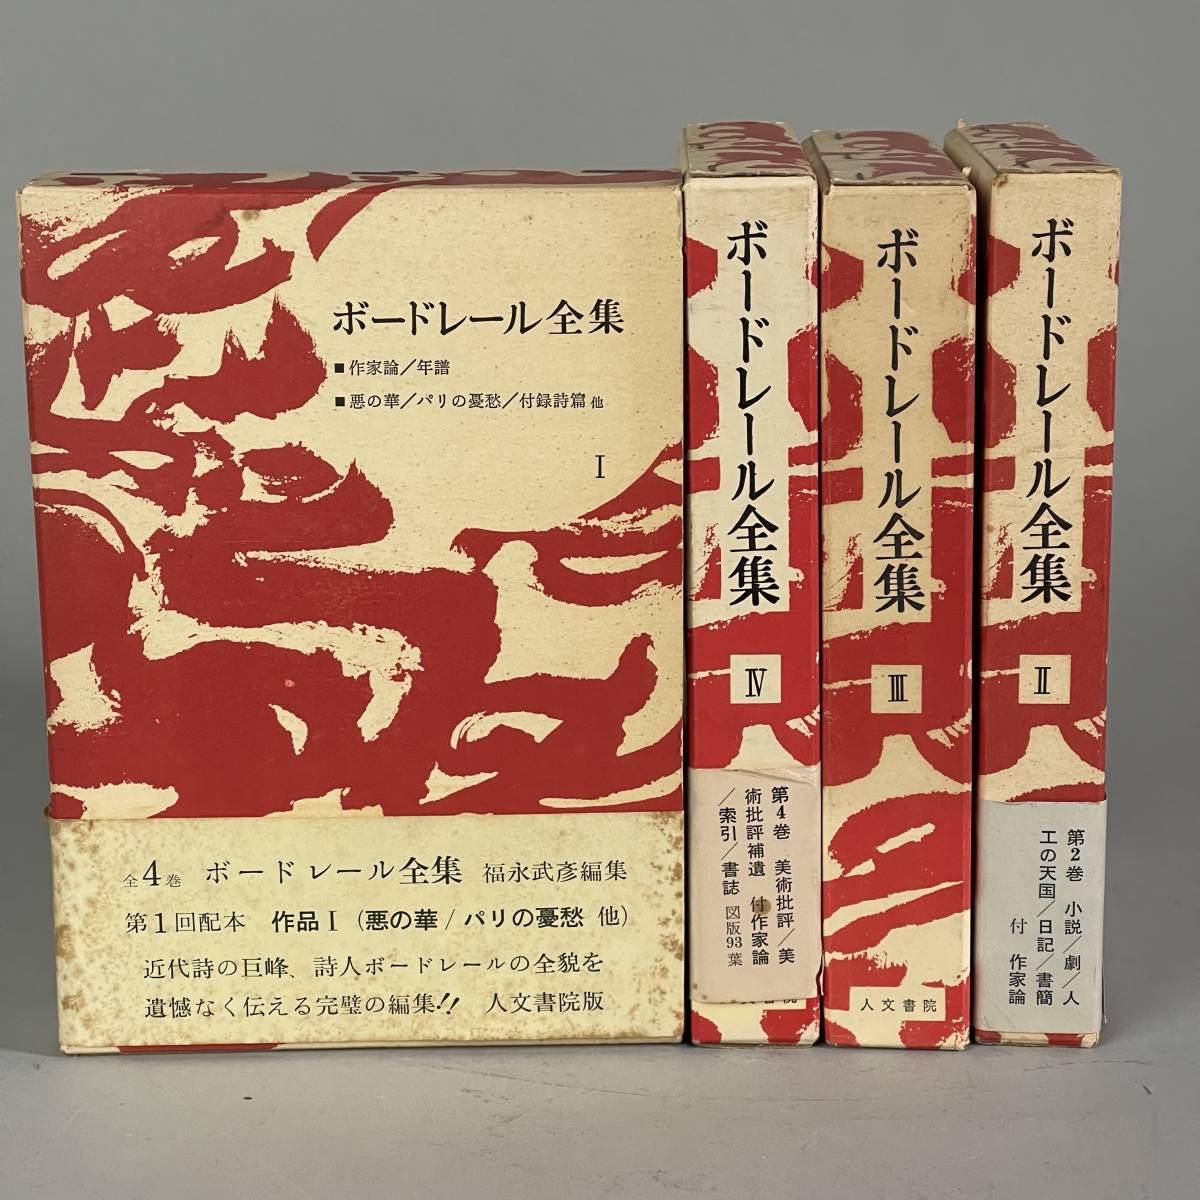 ボードレール全集
■作家論／年譜
■悪の華／パリの憂愁／付録詩篇 他
I
全4巻 ボードレール全集 福永武彦編集
第1回配本 作品I（悪の華/パリの憂愁 他）
近代詩の巨峰、詩人ボードレールの全貌を
遺憾なく伝える完璧の編集!! 人文書院版
ボードレール全集
IV
第4巻 美術批評／美
術批評補遺 付作家論
／索引／書誌 図版93葉
ボードレール全集
III
人文書院
ボードレール全集
II
第2巻 小説／劇／人
工の天国／日記／書簡
付 作家論